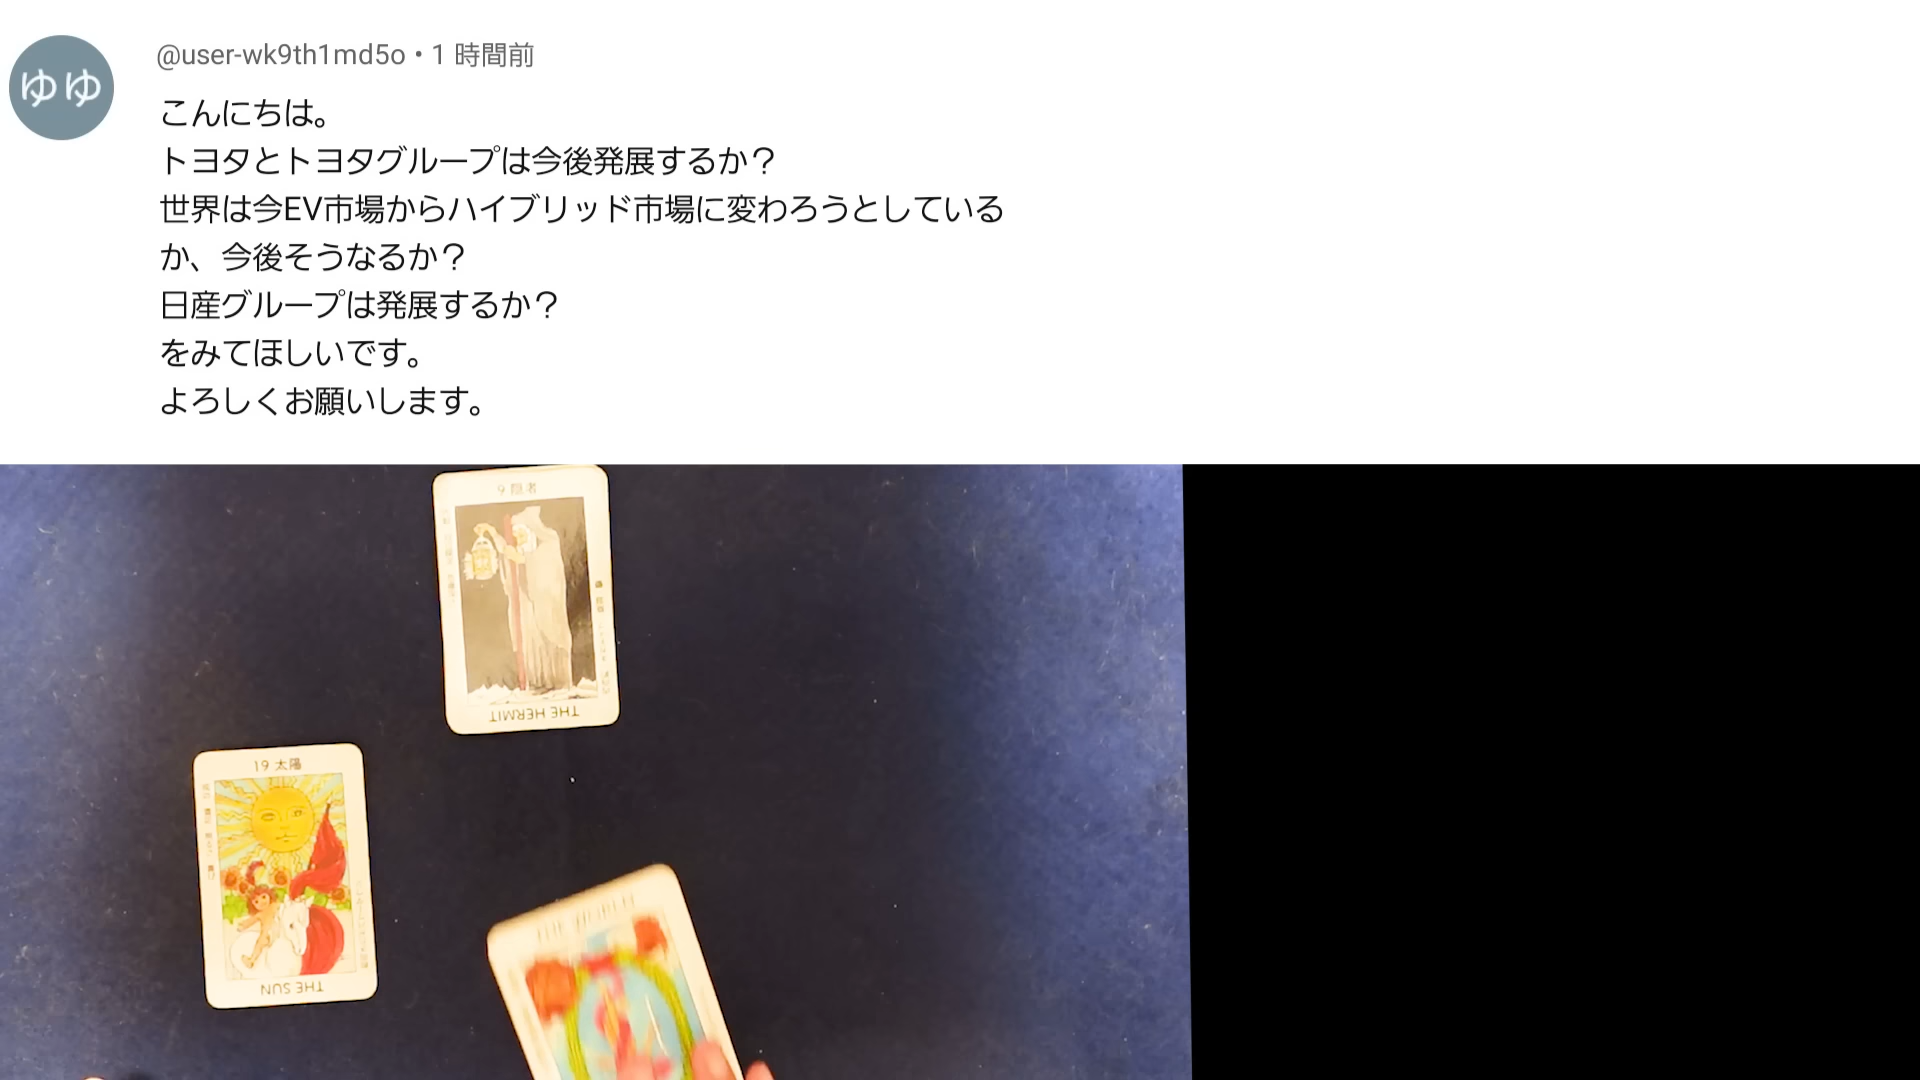 ゆゆ
@user-wk9th1md5o • 1 時間前
こんにちは。
トヨタとトヨタグループは今後発展するか？
世界は今EV市場からハイブリッド市場に変わろうとしている
か、今後そうなるか？
日産グループは発展するか？
をみてほしいです。
よろしくお願いします。
9 隠者
THE HERMIT
19 太陽
THE SUN